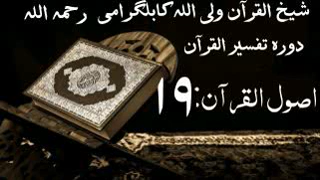 شیخ القرآن ولی اللہ کابلگرامی رحمہ اللہ
دورہ تفسیر القرآن
اصول القرآن:۱۹